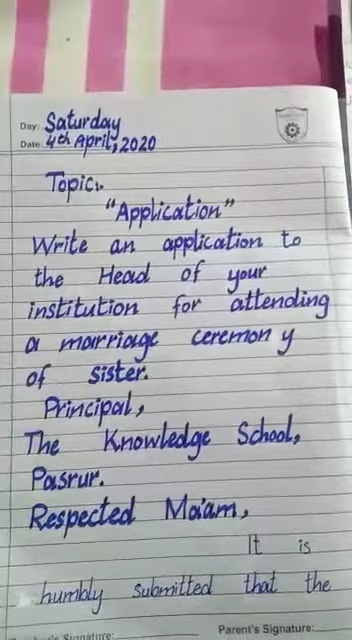 Day: Saturday
Date 4th April, 2020
Topic:
"Application"
Write an application to
the Head of your
institution for attending
a marriage ceremony
of sister.
Principal,
The Knowledge School,
Pasrur.
Respected Ma'am,
It is
humbly submitted that the
Parent's Signature: